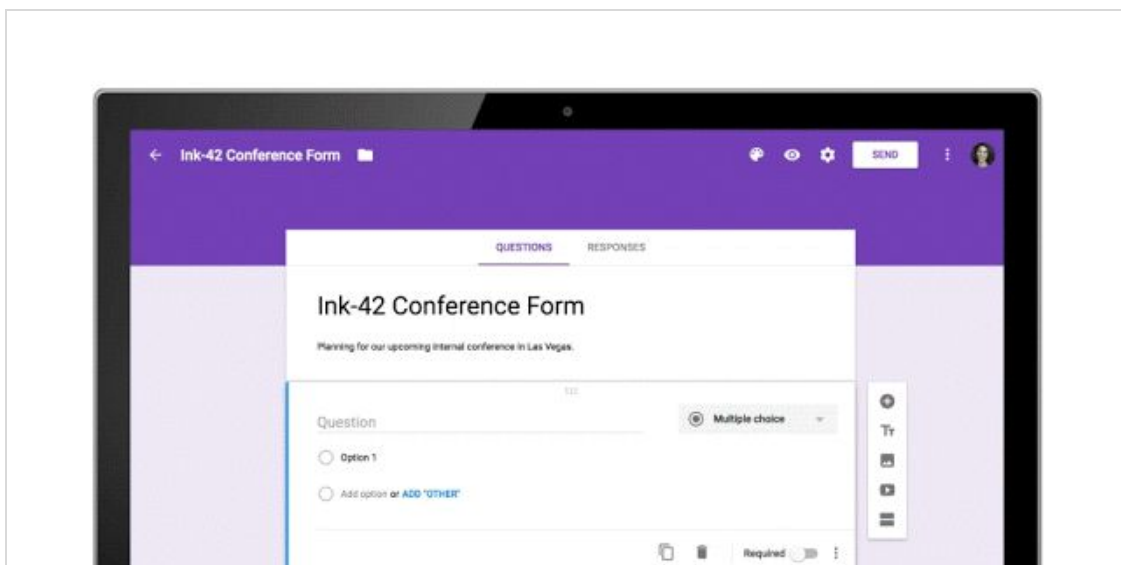 Ink-42 Conference Form
SEND
QUESTIONS RESPONSES
Ink-42 Conference Form
Planning for our upcoming internal conference in Las Vegas.
Question
Multiple choice
Tт
Option 1
Add option or ADD "OTHER"
Required